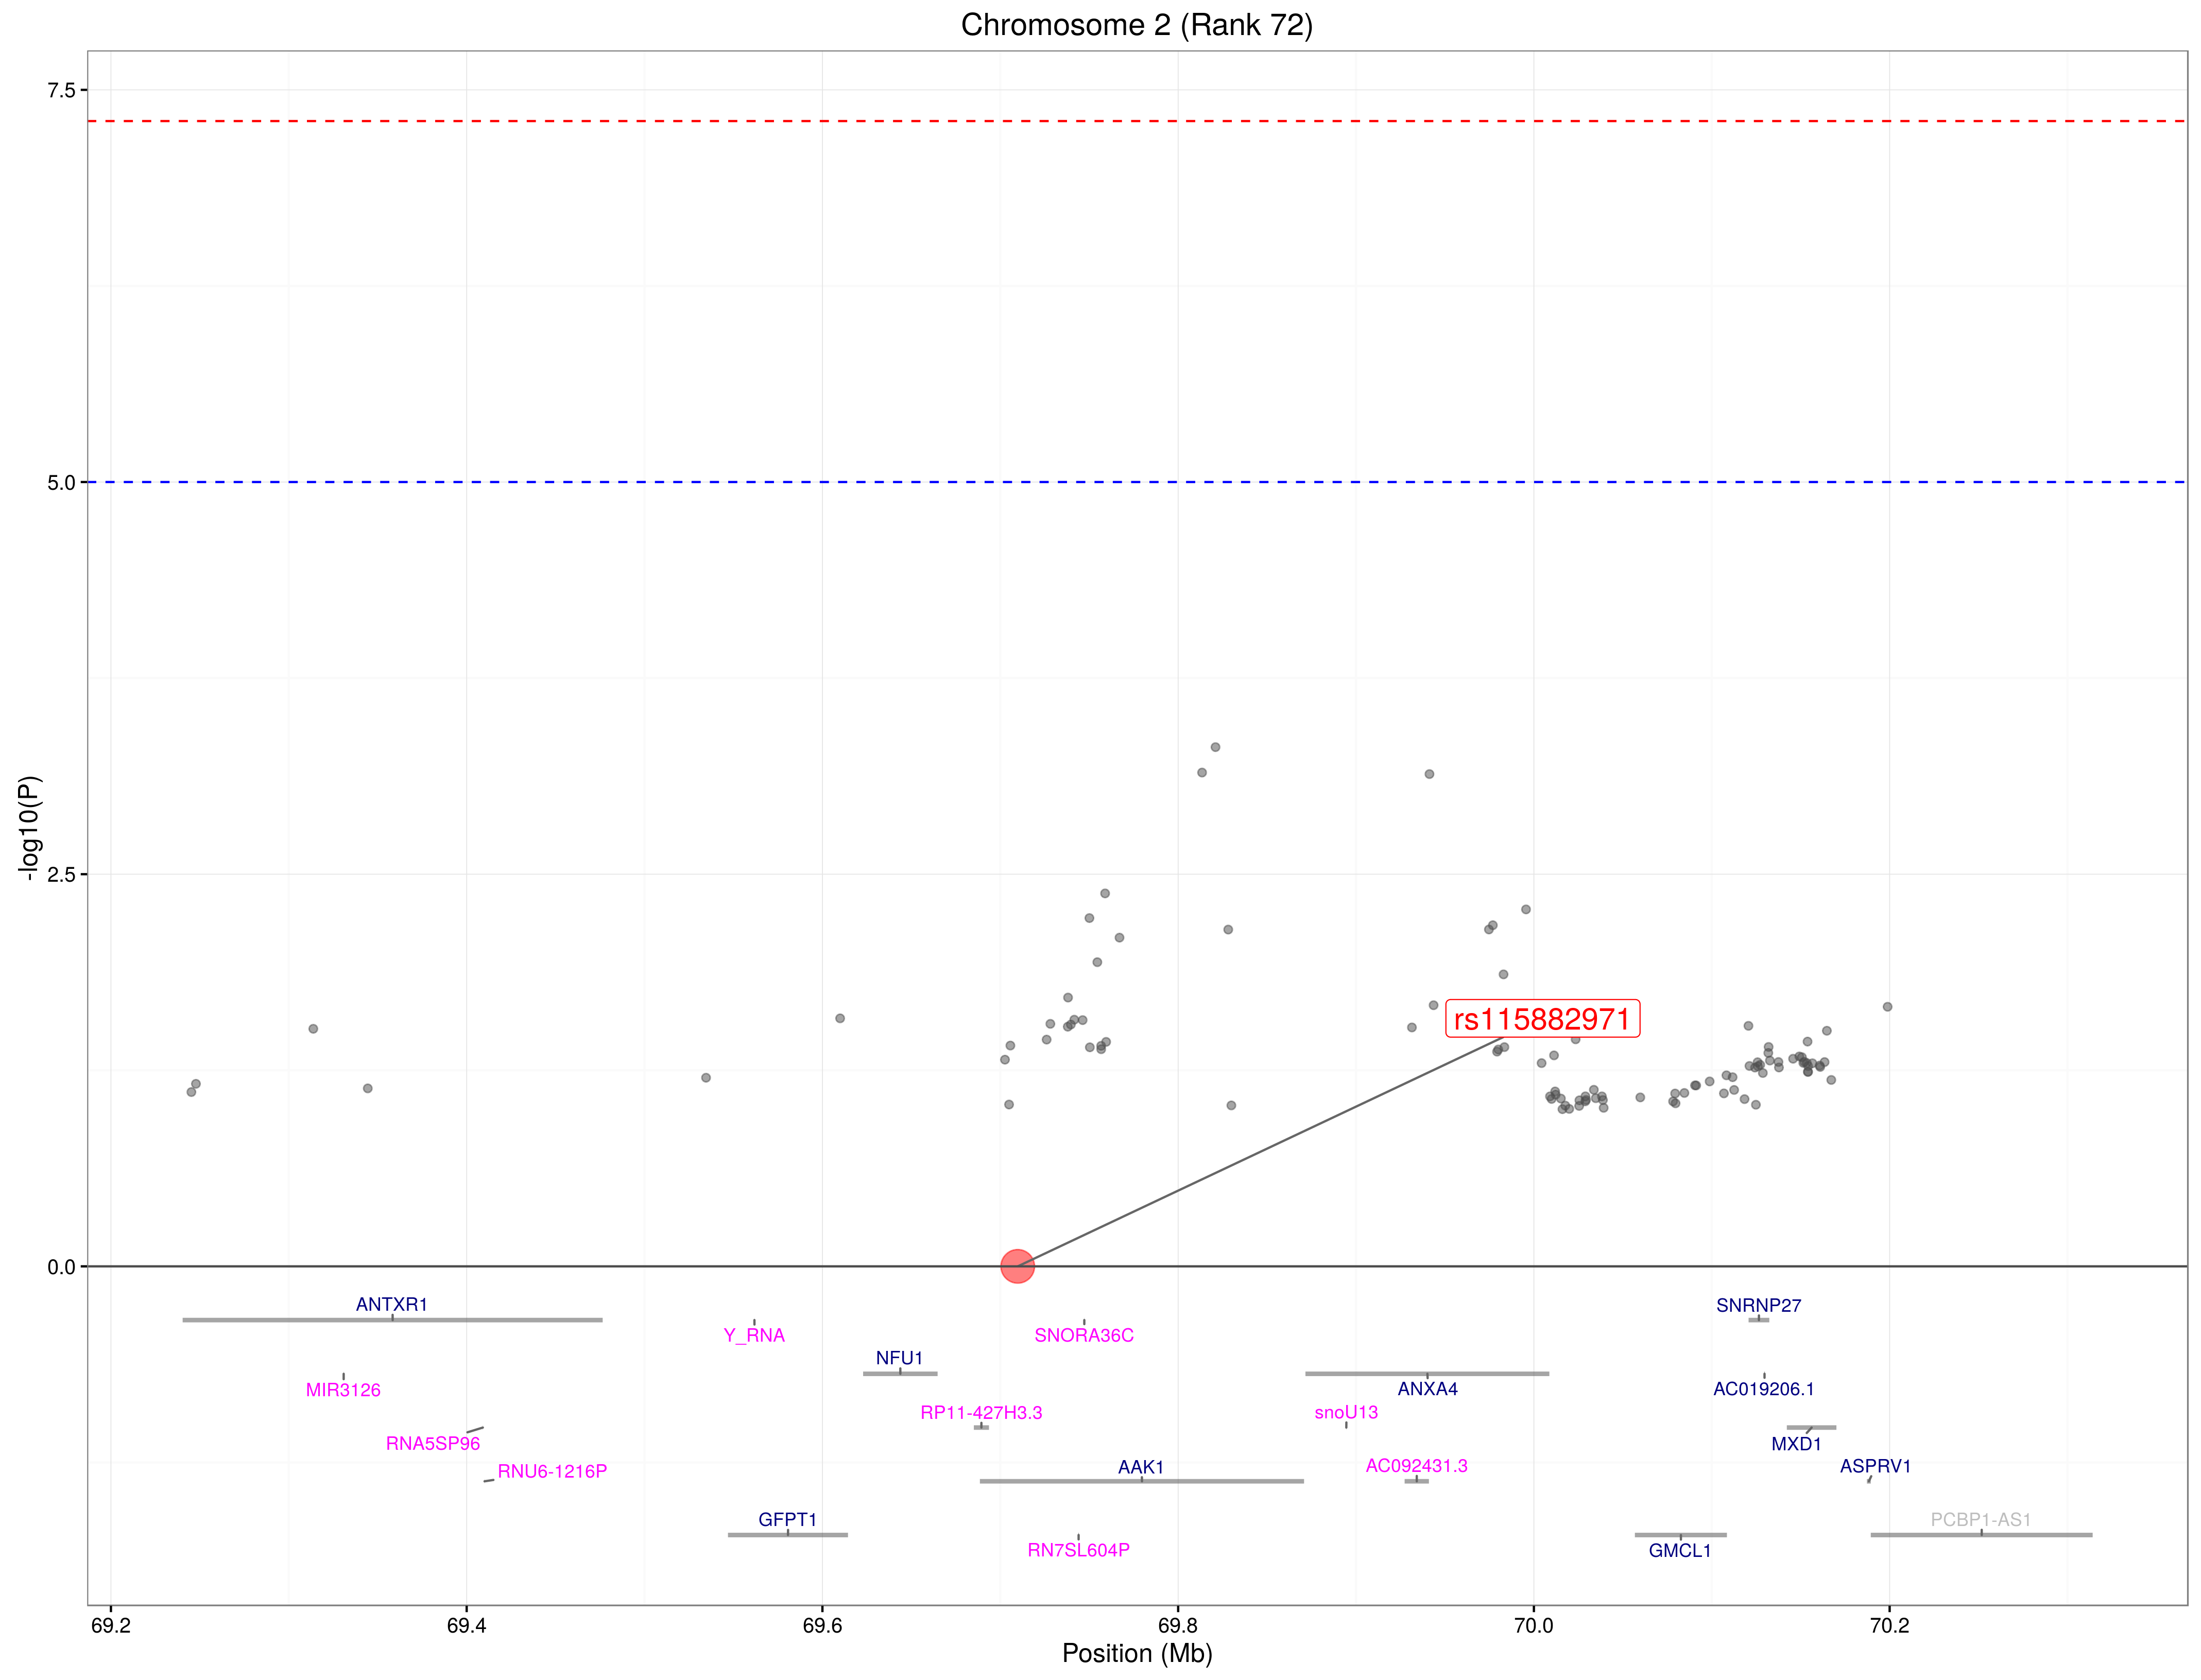 Chromosome 2 (Rank 72)
7.5
5.0
2.5
0.0
-log10(P)
rs115882971
ANTXR1
SNRNP27
Y_RNA
SNORA36C
NFU1
MIR3126
ANXA4
AC019206.1
RP11-427H3.3
snoU13
RNA5SP96
MXD1
RNU6-1216P
AAK1
AC092431.3
ASPRV1
GFPT1
PCBP1-AS1
RN7SL604P
GMCL1
69.2
69.4
69.6
69.8
70.0
70.2
Position (Mb)